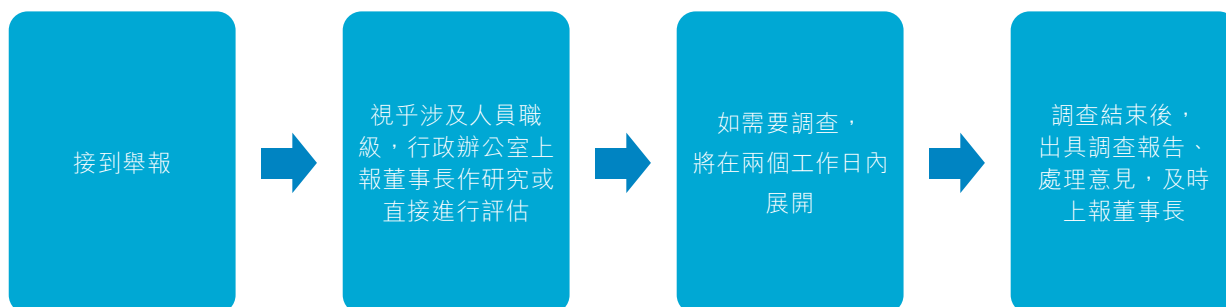 接到舉報
視乎涉及人員職
級，行政辦公室上
報董事長作研究或
直接進行評估
如需要調查，
將在兩個工作日內
展開
調查結束後，
出具調查報告、
處理意見，及時
上報董事長